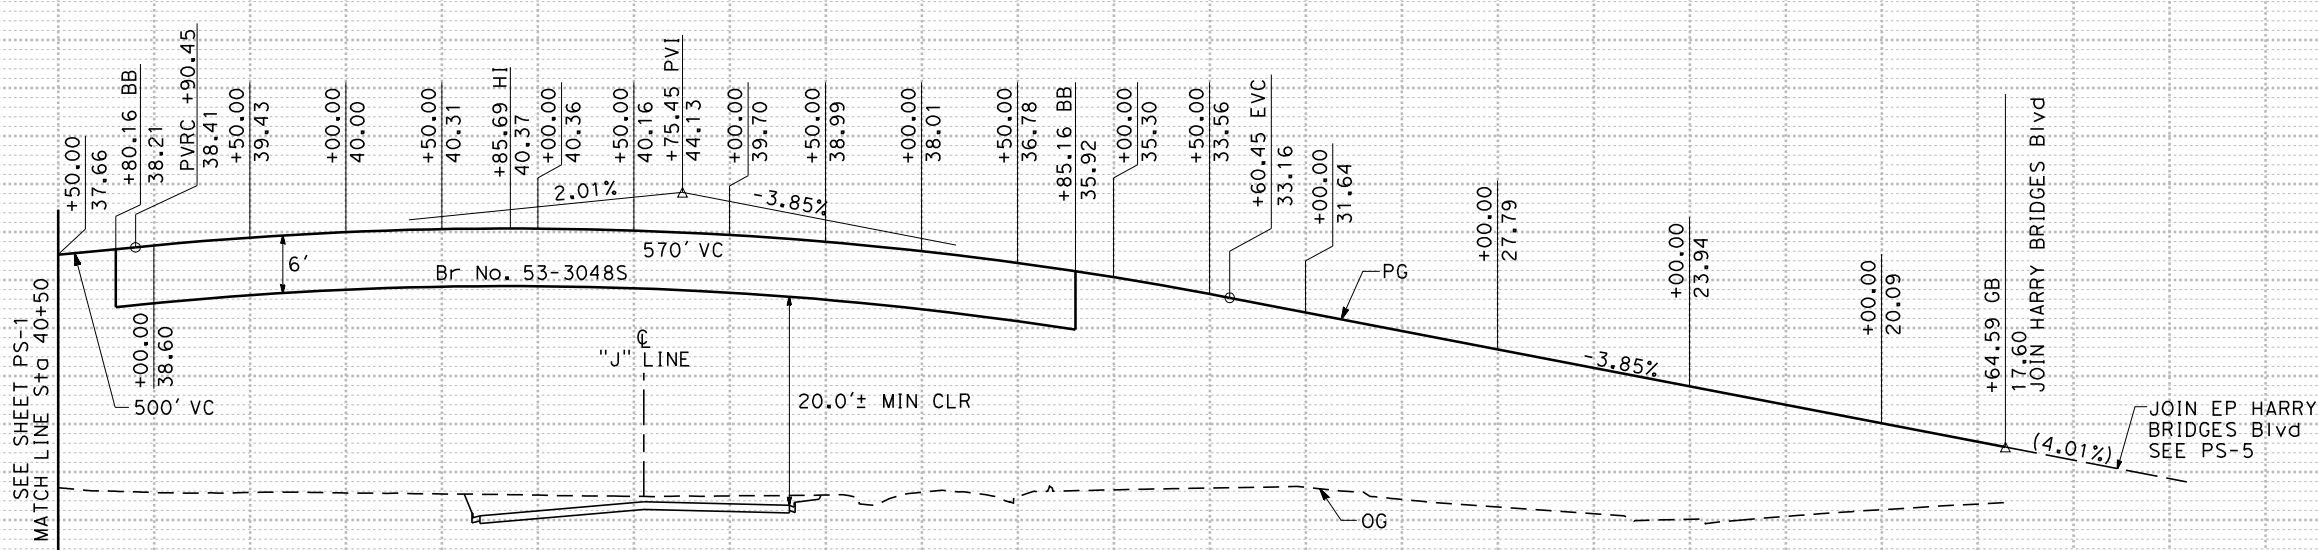 SEE SHEET PS-1
MATCH LINE Sta 40+50
+50.00
37.66
+80.16 BB
38.21
PVRC +90.45
38.41
+00.00
38.60
+50.00
39.43
+00.00
40.00
+50.00
40.31
+85.69 HI
40.37
+00.00
40.36
+50.00
40.16
+75.45 PVI
44.13
+00.00
39.70
+50.00
38.99
+00.00
38.01
+50.00
36.78
+85.16 BB
35.92
+00.00
35.30
+50.00
33.56
+60.45 EVC
33.16
+00.00
31.64
+00.00
27.79
+00.00
23.94
+00.00
20.09
+64.59 GB
17.60
JOIN HARRY BRIDGES Blvd
2.01%
-3.85%
570' VC
6'
Br No. 53-3048S
PG
℄
"J" LINE
500' VC
20.0'± MIN CLR
-3.85%
(4.01%)
JOIN EP HARRY
BRIDGES Blvd
SEE PS-5
OG